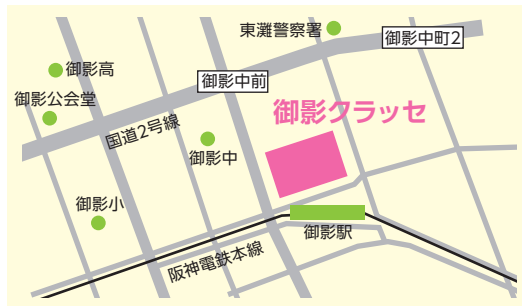 東灘警察署
御影中町2
御影高
御影中前
御影公会堂
御影クラッセ
国道2号線
御影中
御影小
御影駅
阪神電鉄本線